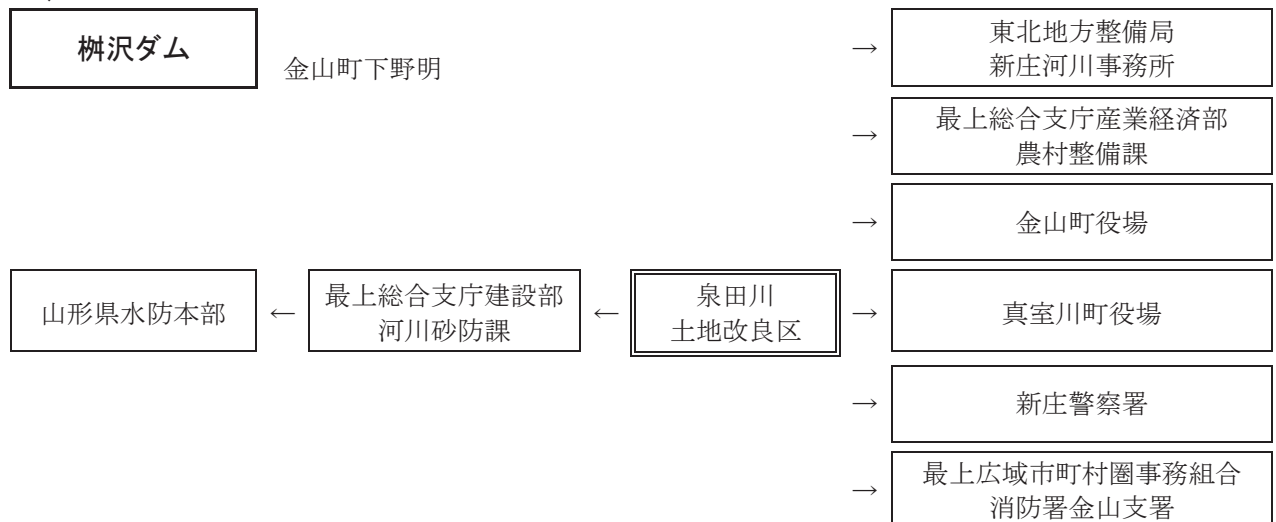 桝沢ダム
金山町下野明
→
東北地方整備局
新庄河川事務所
→
最上総合支庁産業経済部
農村整備課
→
金山町役場
山形県水防本部
←
最上総合支庁建設部
河川砂防課
←
泉田川
土地改良区
→
真室川町役場
→
新庄警察署
→
最上広域市町村圏事務組合
消防署金山支署